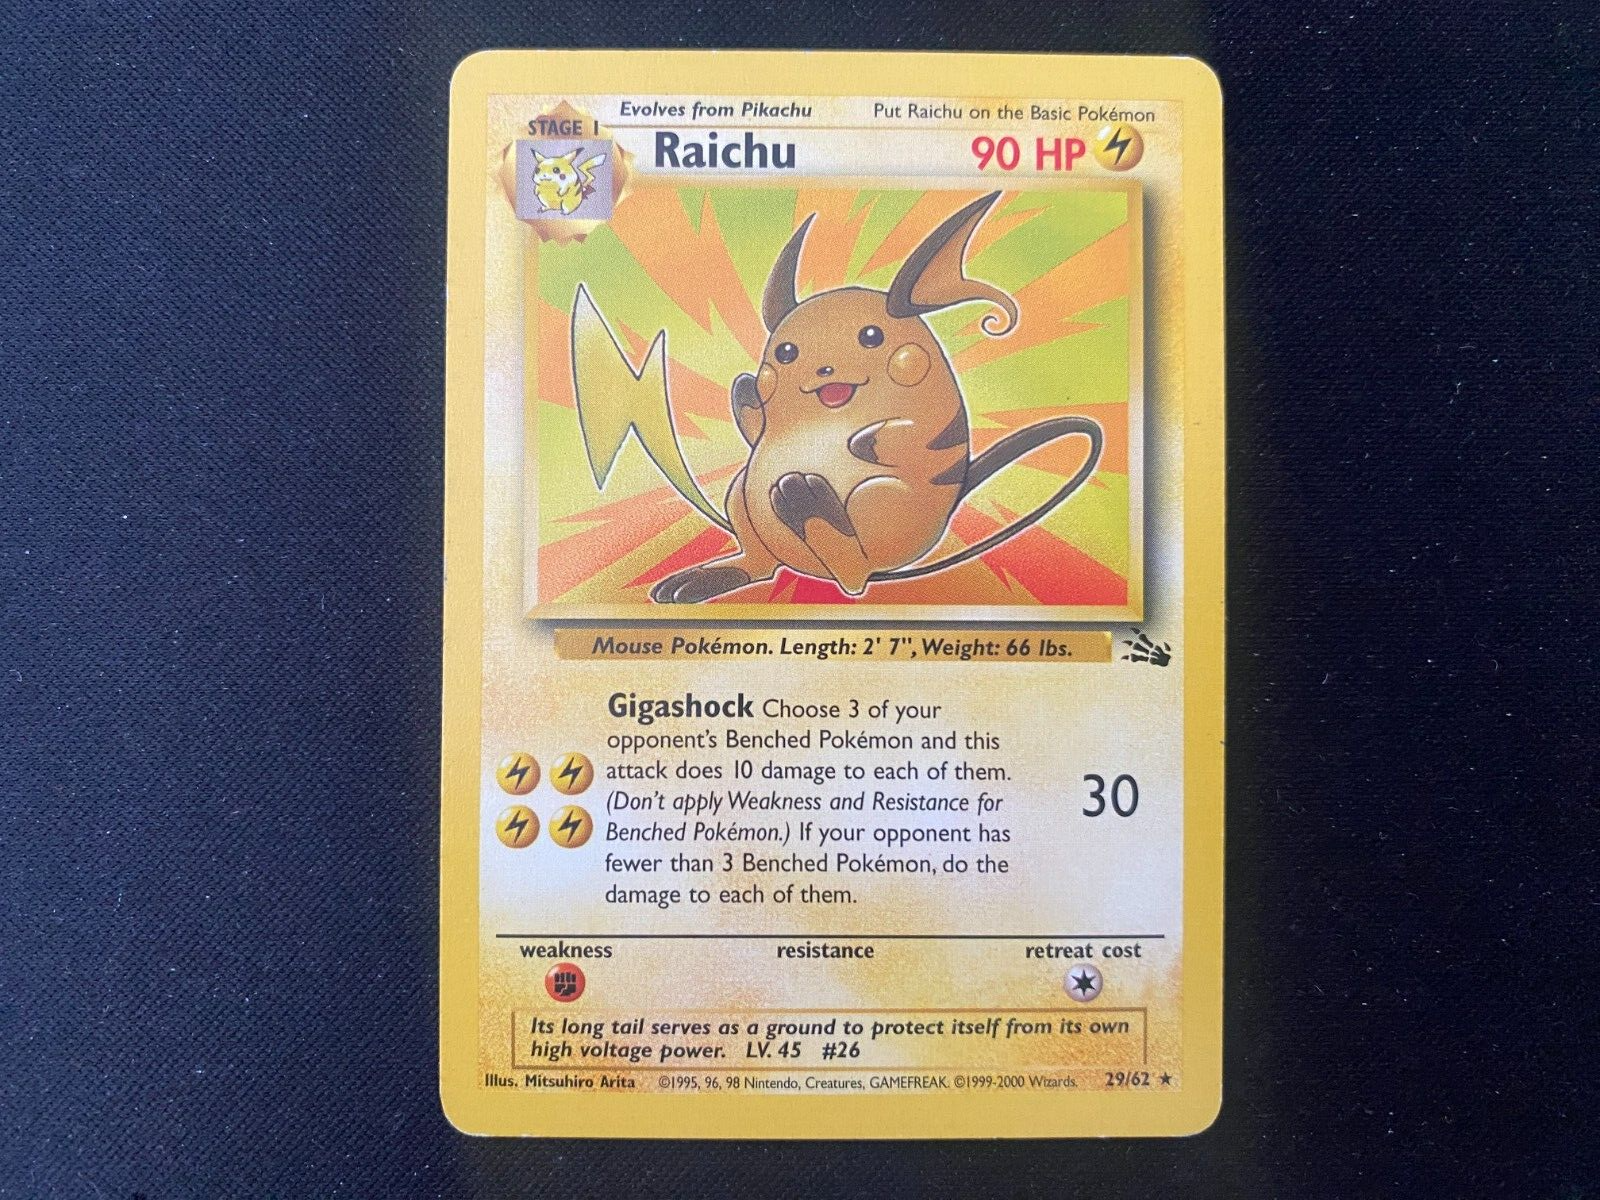 Evolves from Pikachu Put Raichu on the Basic Pokémon
STAGE 1
Raichu 90 HP
Mouse Pokémon. Length: 2' 7", Weight: 66 lbs.
Gigashock Choose 3 of your
opponent's Benched Pokémon and this
attack does 10 damage to each of them.
(Don't apply Weakness and Resistance for
Benched Pokémon.) If your opponent has
fewer than 3 Benched Pokémon, do the
damage to each of them.
30
weakness resistance retreat cost
Its long tail serves as a ground to protect itself from its own
high voltage power. LV. 45 #26
Illus. Mitsuhiro Arita ©1995, 96, 98 Nintendo, Creatures, GAMEFREAK. ©1999-2000 Wizards. 29/62 ★